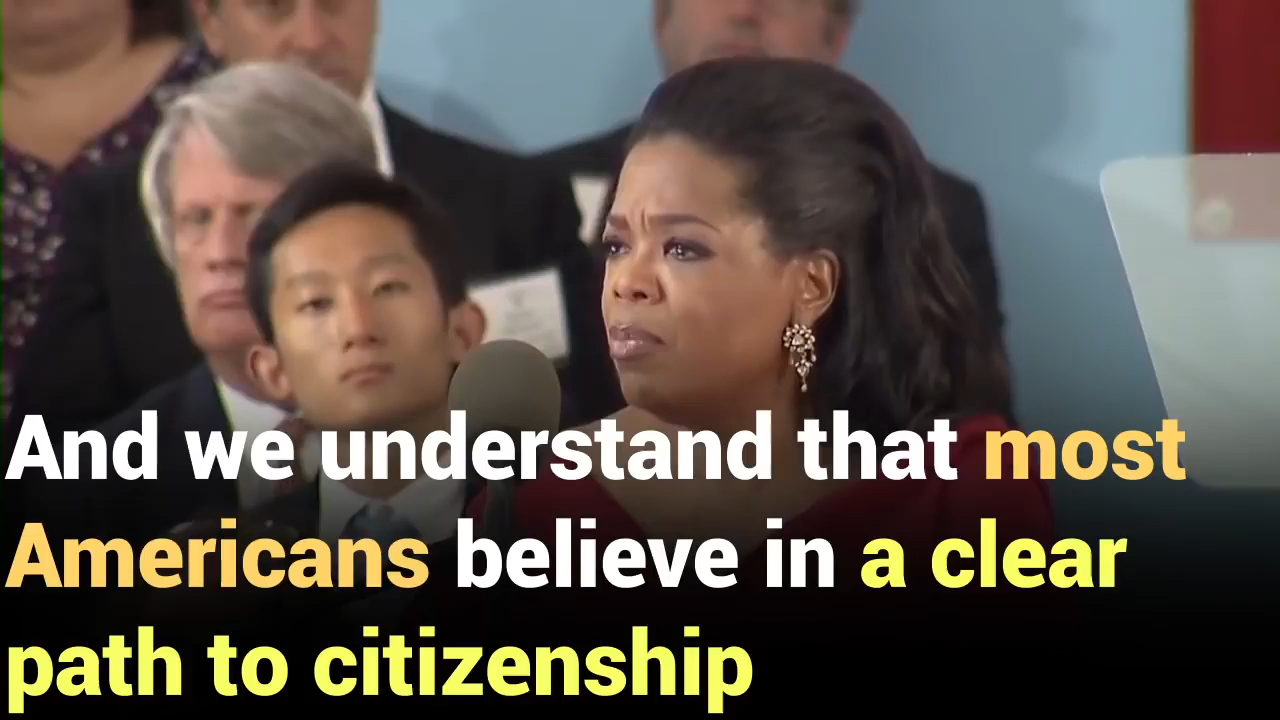 And we understand that most
Americans believe in a clear
path to citizenship